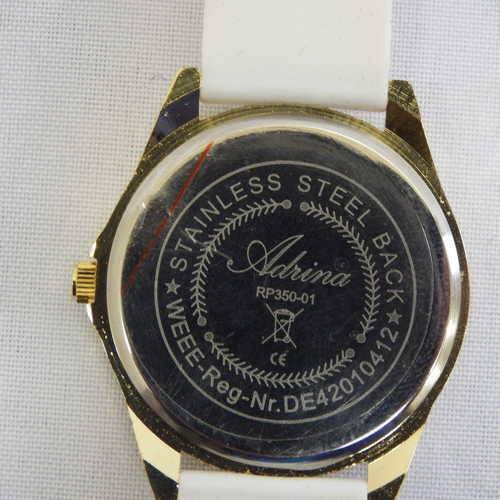 STAINLESS STEEL BACK
Adrina
RP350-01
CE
WEEE-Reg-Nr.DE42010412